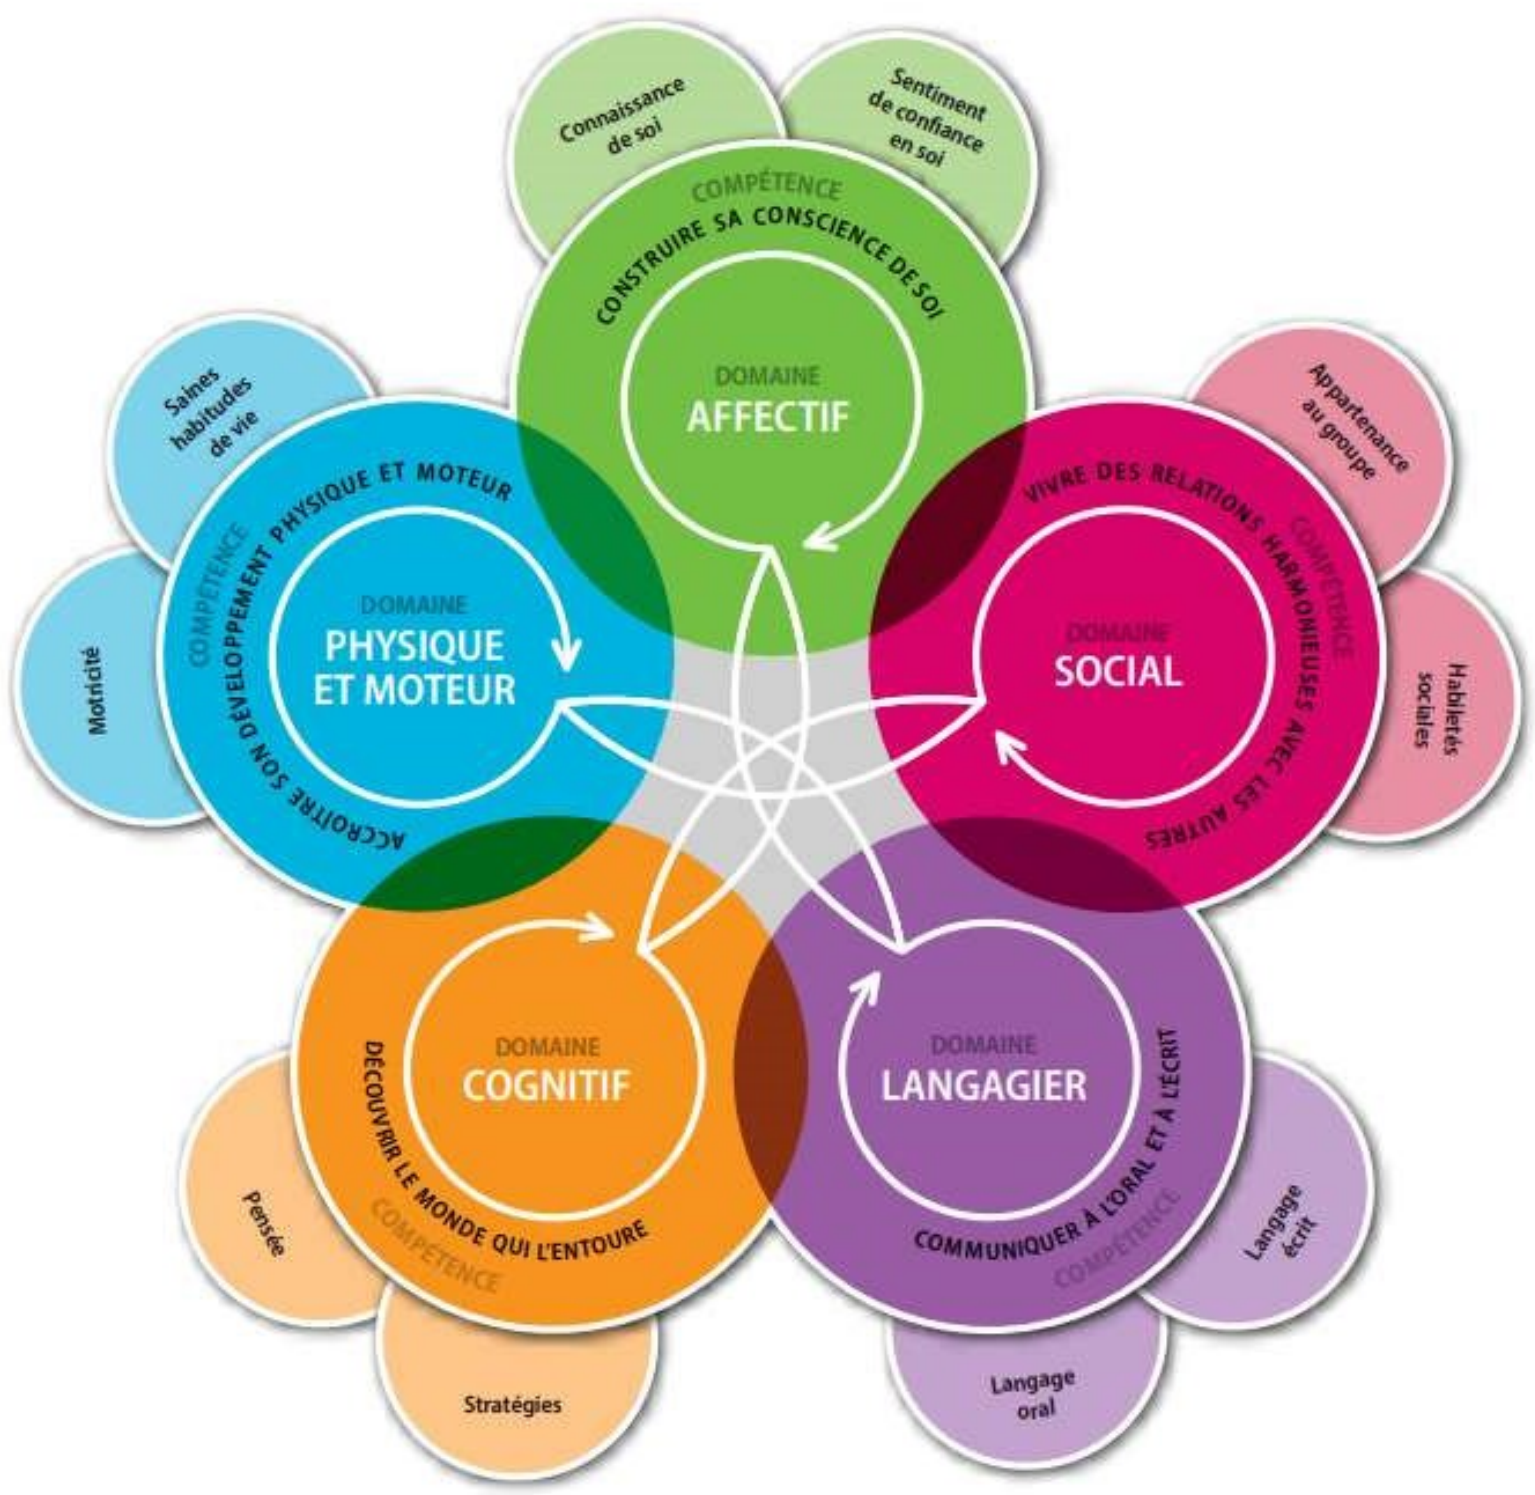 Connaissance
de soi
Sentiment
de confiance
en soi
COMPÉTENCE
CONSTRUIRE SA CONSCIENCE DE SOI
DOMAINE
AFFECTIF
Appartenance
au groupe
Habiletés
sociales
COMPÉTENCE
VIVRE DES RELATIONS HARMONIEUSES AVEC LES AUTRES
DOMAINE
SOCIAL
Langage
écrit
Langage
oral
COMPÉTENCE
COMMUNIQUER À L'ORAL ET À L'ÉCRIT
DOMAINE
LANGAGIER
Stratégies
Pensée
COMPÉTENCE
DÉCOUVRIR LE MONDE QUI L'ENTOURE
DOMAINE
COGNITIF
Motricité
Saines
habitudes
de vie
COMPÉTENCE
ACCROÎTRE SON DÉVELOPPEMENT PHYSIQUE ET MOTEUR
DOMAINE
PHYSIQUE
ET MOTEUR